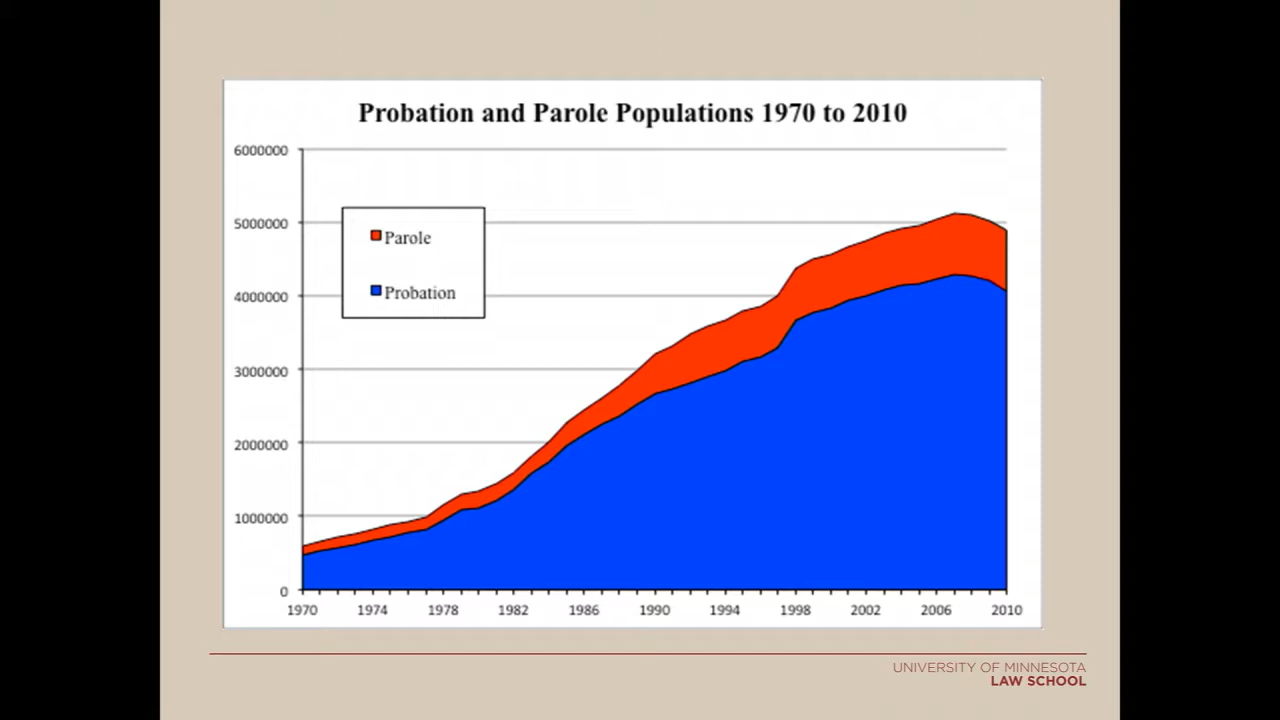 Probation and Parole Populations 1970 to 2010
6000000
5000000
4000000
3000000
2000000
1000000
0
Parole
Probation
1970 1974 1978 1982 1986 1990 1994 1998 2002 2006 2010
UNIVERSITY OF MINNESOTA
LAW SCHOOL